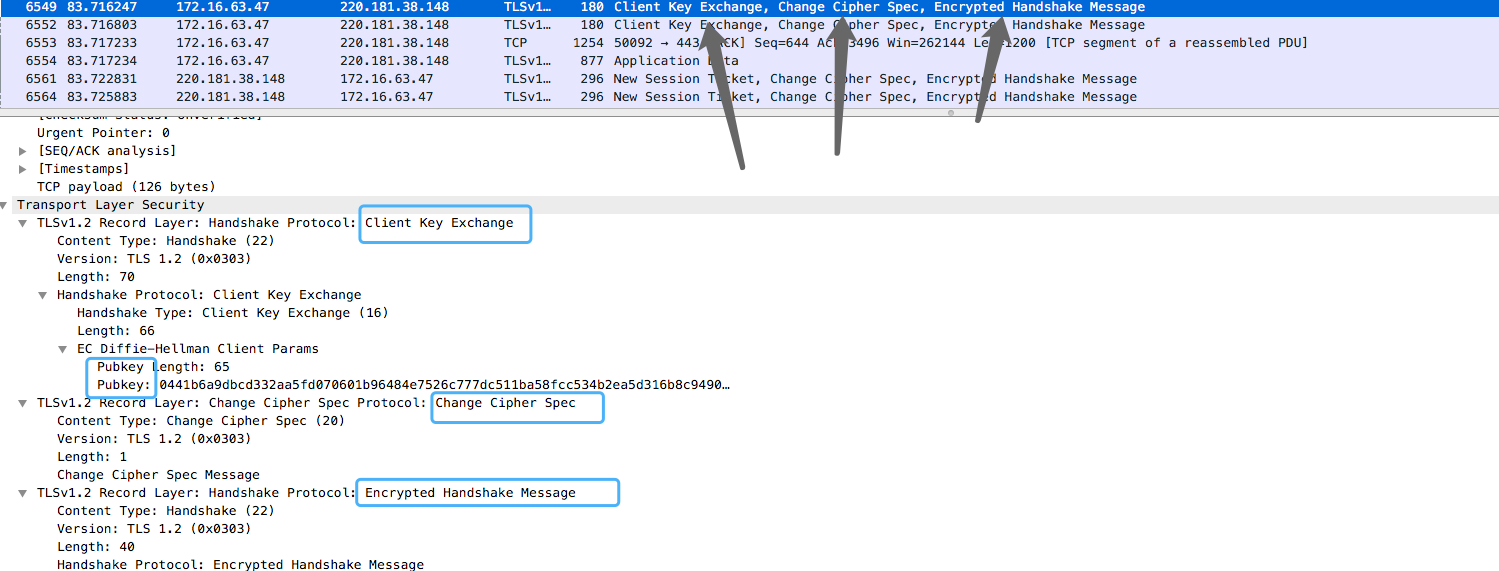 6549 83.716247 172.16.63.47 220.181.38.148 TLSv1… 180 Client Key Exchange, Change Cipher Spec, Encrypted Handshake Message
6552 83.716803 172.16.63.47 220.181.38.148 TLSv1… 180 Client Key Exchange, Change Cipher Spec, Encrypted Handshake Message
6553 83.717233 172.16.63.47 220.181.38.148 TCP 1254 50092 → 443 [ACK] Seq=644 Ack=3496 Win=262144 Len=1200 [TCP segment of a reassembled PDU]
6554 83.717234 172.16.63.47 220.181.38.148 TLSv1… 877 Application Data
6561 83.722831 220.181.38.148 172.16.63.47 TLSv1… 296 New Session Ticket, Change Cipher Spec, Encrypted Handshake Message
6564 83.725883 220.181.38.148 172.16.63.47 TLSv1… 296 New Session Ticket, Change Cipher Spec, Encrypted Handshake Message
[Checksum Status: Unverified]
Urgent Pointer: 0
[SEQ/ACK analysis]
[Timestamps]
TCP payload (126 bytes)
Transport Layer Security
TLSv1.2 Record Layer: Handshake Protocol: Client Key Exchange
Content Type: Handshake (22)
Version: TLS 1.2 (0x0303)
Length: 70
Handshake Protocol: Client Key Exchange
Handshake Type: Client Key Exchange (16)
Length: 66
EC Diffie-Hellman Client Params
Pubkey Length: 65
Pubkey: 0441b6a9dbcd332aa5fd070601b96484e7526c777dc511ba58fcc534b2ea5d316b8c9490…
TLSv1.2 Record Layer: Change Cipher Spec Protocol: Change Cipher Spec
Content Type: Change Cipher Spec (20)
Version: TLS 1.2 (0x0303)
Length: 1
Change Cipher Spec Message
TLSv1.2 Record Layer: Handshake Protocol: Encrypted Handshake Message
Content Type: Handshake (22)
Version: TLS 1.2 (0x0303)
Length: 40
Handshake Protocol: Encrypted Handshake Message